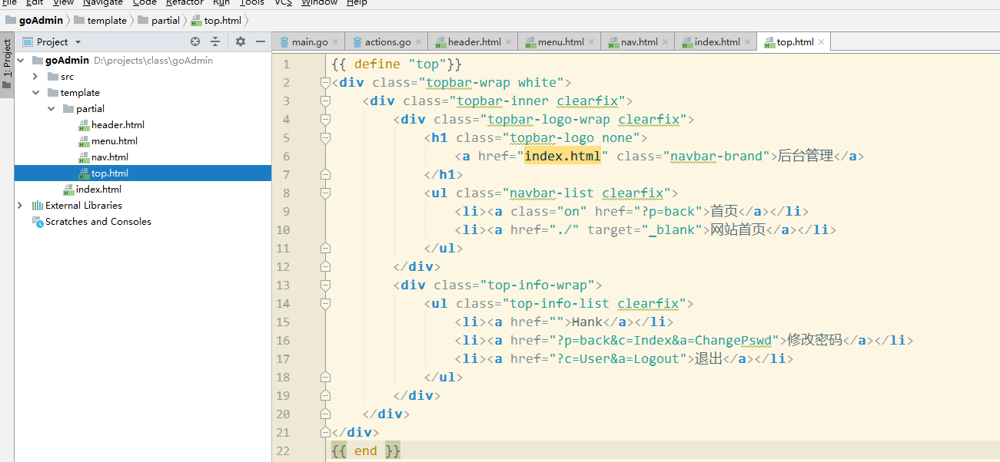 File Edit View Navigate Code Refactor Run Tools VCS Window Help
goAdmin template partial top.html
1: Project
Project
main.go actions.go header.html menu.html nav.html index.html top.html
goAdmin D:\projects\class\goAdmin
src
template
partial
header.html
menu.html
nav.html
top.html
index.html
External Libraries
Scratches and Consoles
1 {{ define "top"}}
2 <div class="topbar-wrap white">
3 <div class="topbar-inner clearfix">
4 <div class="topbar-logo-wrap clearfix">
5 <h1 class="topbar-logo none">
6 <a href="index.html" class="navbar-brand">后台管理</a>
7 </h1>
8 <ul class="navbar-list clearfix">
9 <li><a class="on" href="?p=back">首页</a></li>
10 <li><a href="./" target="_blank">网站首页</a></li>
11 </ul>
12 </div>
13 <div class="top-info-wrap">
14 <ul class="top-info-list clearfix">
15 <li><a href="">Hank</a></li>
16 <li><a href="?p=back&c=Index&a=ChangePswd">修改密码</a></li>
17 <li><a href="?c=User&a=Logout">退出</a></li>
18 </ul>
19 </div>
20 </div>
21 </div>
22 {{ end }}